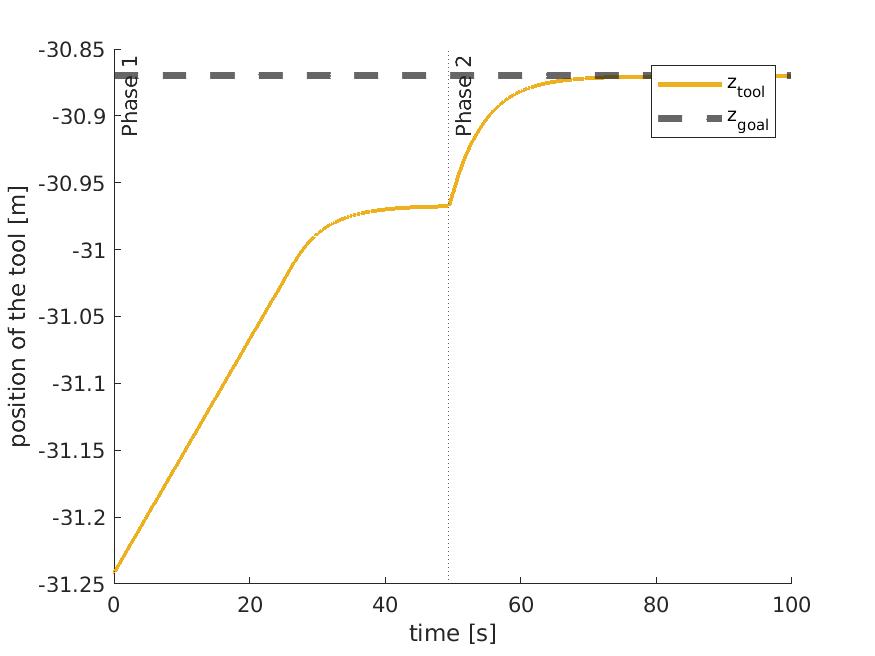 -30.85
-30.9
-30.95
-31
-31.05
-31.1
-31.15
-31.2
-31.25
position of the tool [m]
0
20
40
60
80
100
time [s]
Phase 1
Phase 2
z_tool
z_goal